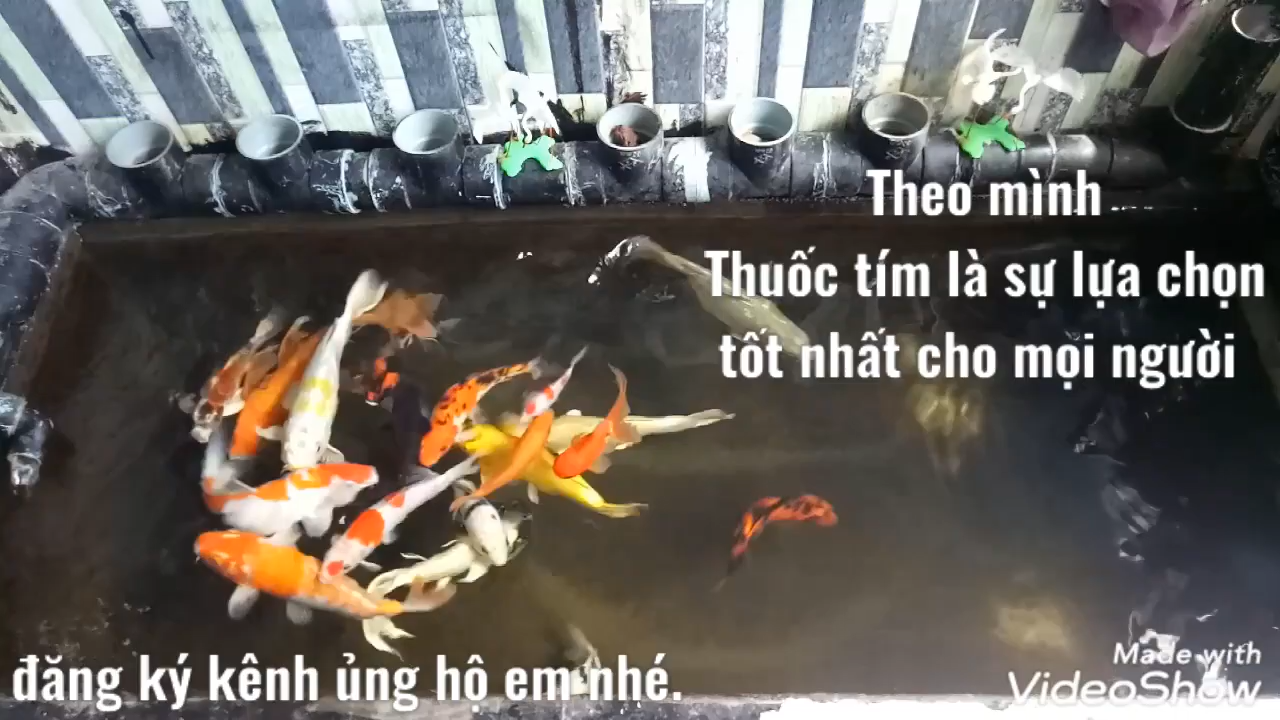 Theo mình
Thuốc tím là sự lựa chọn
tốt nhất cho mọi người
đăng ký kênh ủng hộ em nhé.
Made with
VideoShow